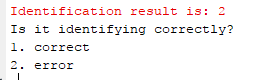 Identification result is: 2
Is it identifying correctly?
1. correct
2. error